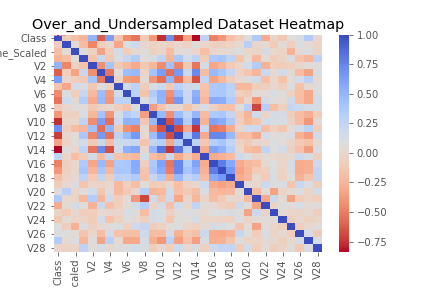 Over_and_Undersampled Dataset Heatmap
Class
ne_Scaled
V2
V4
V6
V8
V10
V12
V14
V16
V18
V20
V22
V24
V26
V28
Class
caled
V2
V4
V6
V8
V10
V12
V14
V16
V18
V20
V22
V24
V26
V28
1.00
0.75
0.50
0.25
0.00
−0.25
−0.50
−0.75